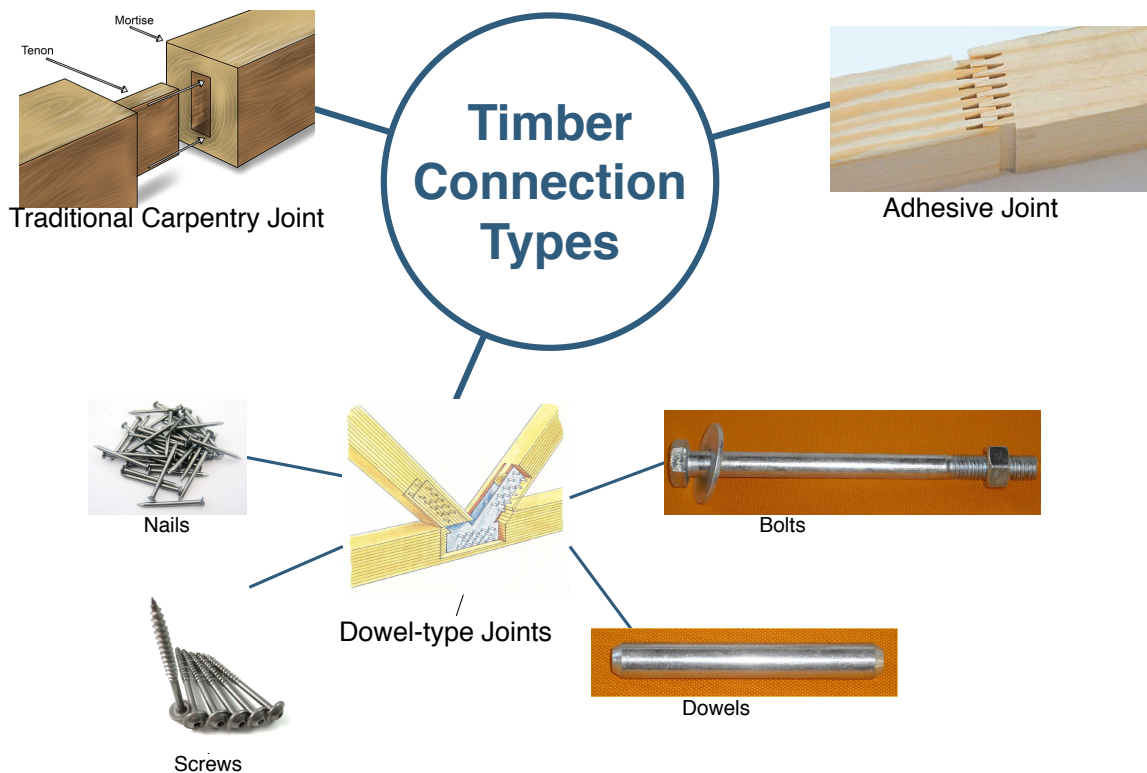 Mortise
Tenon
Traditional Carpentry Joint
Timber
Connection
Types
Adhesive Joint
Nails
Bolts
Dowel-type Joints
Dowels
Screws